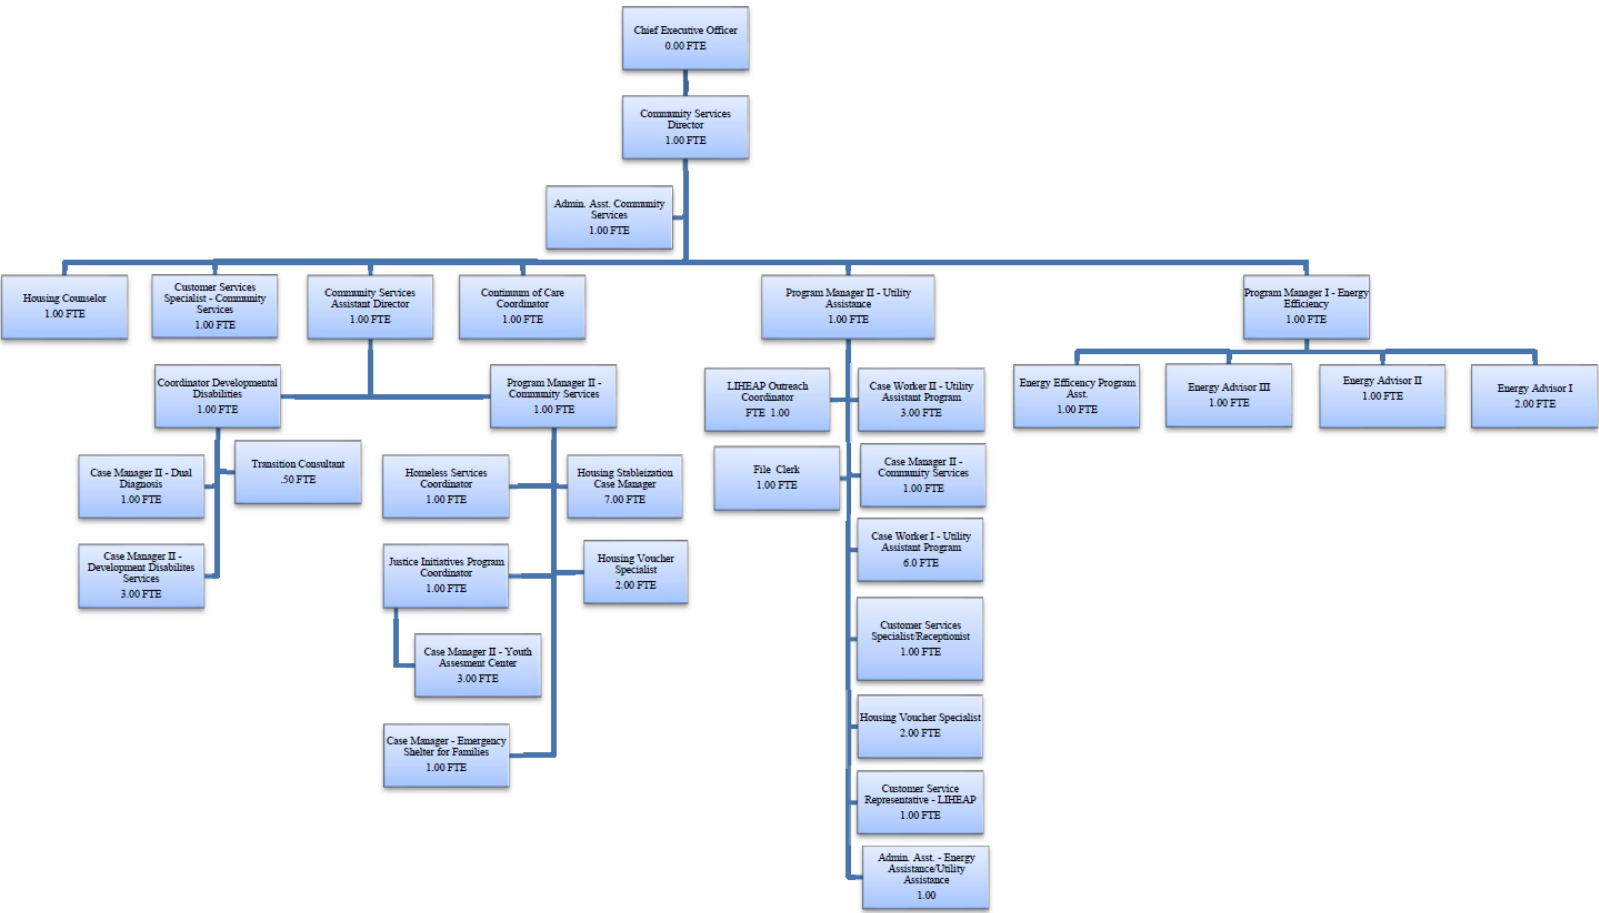 Chief Executive Officer
0.00 FTE
Community Services
Director
1.00 FTE
Admin. Asst. Community
Services
1.00 FTE
Housing Counselor
1.00 FTE
Customer Services
Specialist - Community
Services
1.00 FTE
Community Services
Assistant Director
1.00 FTE
Continuum of Care
Coordinator
1.00 FTE
Program Manager II - Utility
Assistance
1.00 FTE
Program Manager I - Energy
Efficiency
1.00 FTE
Coordinator Developmental
Disabilities
1.00 FTE
Program Manager II -
Community Services
1.00 FTE
LIHEAP Outreach
Coordinator
FTE 1.00
Case Worker II - Utility
Assistant Program
3.00 FTE
Energy Efficency Program
Asst.
1.00 FTE
Energy Advisor III
1.00 FTE
Energy Advisor II
1.00 FTE
Energy Advisor I
2.00 FTE
Case Manager II - Dual
Diagnosis
1.00 FTE
Transition Consultant
.50 FTE
Homeless Services
Coordinator
1.00 FTE
Housing Stableization
Case Manager
7.00 FTE
File Clerk
1.00 FTE
Case Manager II -
Community Services
1.00 FTE
Case Manager II -
Development Disabilites
Services
3.00 FTE
Justice Initiatives Program
Coordinator
1.00 FTE
Housing Voucher
Specialist
2.00 FTE
Case Worker I - Utility
Assistant Program
6.0 FTE
Case Manager II - Youth
Assesment Center
3.00 FTE
Customer Services
Specialist/Receptionist
1.00 FTE
Case Manager - Emergency
Shelter for Families
1.00 FTE
Housing Voucher Specialist
2.00 FTE
Customer Service
Representative - LIHEAP
1.00 FTE
Admin. Asst. - Energy
Assistance/Utility
Assistance
1.00